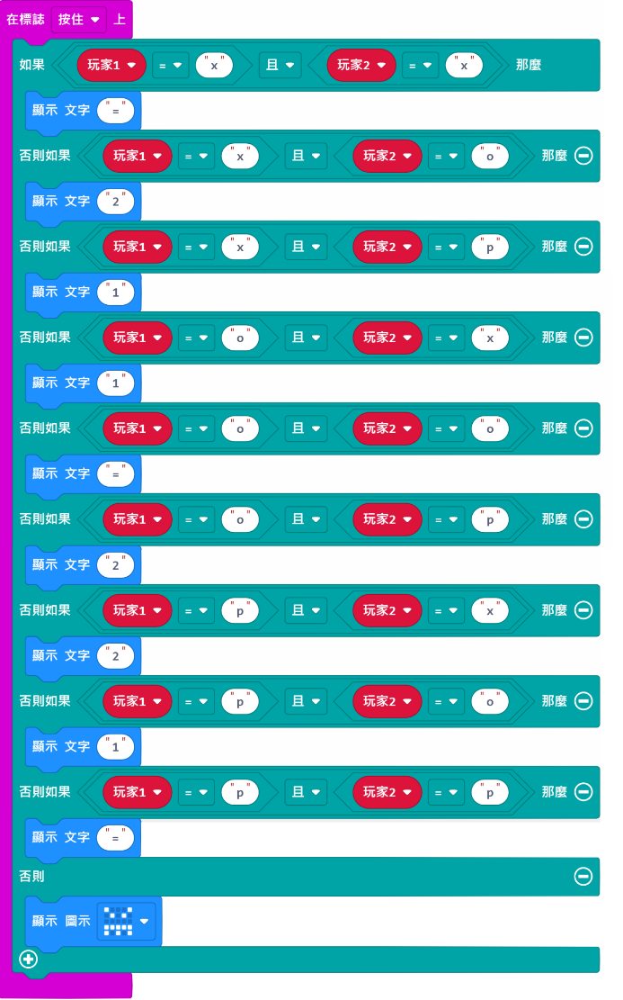 在標誌 按住 上
如果 玩家1 = "x" 且 玩家2 = "x" 那麼
顯示 文字 "="
否則如果 玩家1 = "x" 且 玩家2 = "o" 那麼
顯示 文字 "2"
否則如果 玩家1 = "x" 且 玩家2 = "p" 那麼
顯示 文字 "1"
否則如果 玩家1 = "o" 且 玩家2 = "x" 那麼
顯示 文字 "1"
否則如果 玩家1 = "o" 且 玩家2 = "o" 那麼
顯示 文字 "="
否則如果 玩家1 = "o" 且 玩家2 = "p" 那麼
顯示 文字 "2"
否則如果 玩家1 = "p" 且 玩家2 = "x" 那麼
顯示 文字 "2"
否則如果 玩家1 = "p" 且 玩家2 = "o" 那麼
顯示 文字 "1"
否則如果 玩家1 = "p" 且 玩家2 = "p" 那麼
顯示 文字 "="
否則
顯示 圖示